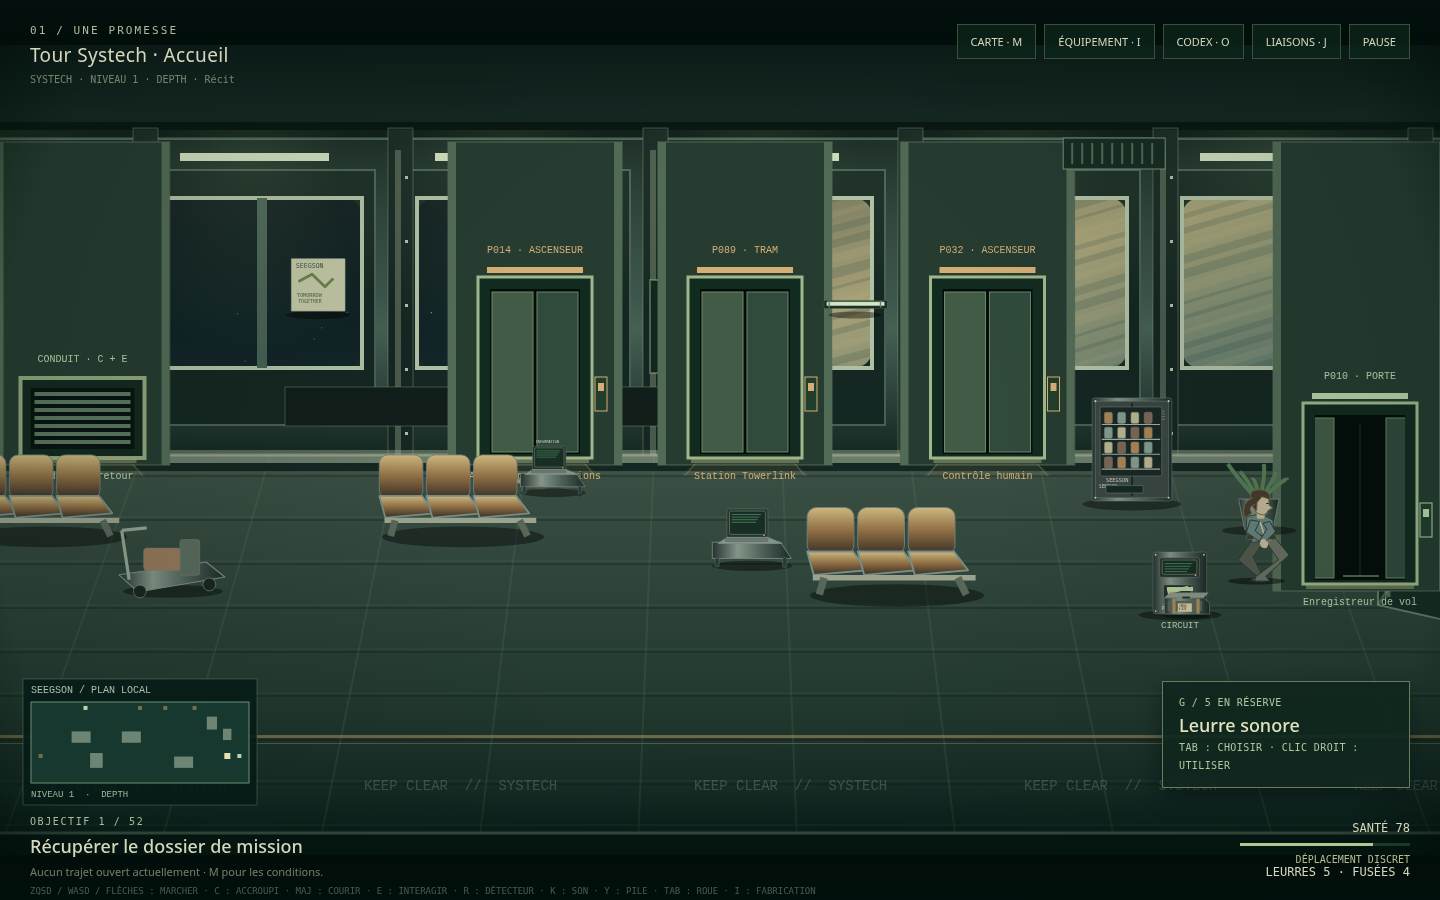 01 / UNE PROMESSE
Tour Systech · Accueil
SYSTECH · NIVEAU 1 · DEPTH · Récit
CARTE · M
ÉQUIPEMENT · I
CODEX · O
LIAISONS · J
PAUSE
SEEGSON
TOMORROW
TOGETHER
P014 · ASCENSEUR
P089 · TRAM
P032 · ASCENSEUR
CONDUIT · C + E
P010 · PORTE
retour
ions
Station Towerlink
Contrôle humain
SEEGSON
Enregistreur de vol
CIRCUIT
SEEGSON / PLAN LOCAL
NIVEAU 1 · DEPTH
G / 5 EN RÉSERVE
Leurre sonore
TAB : CHOISIR · CLIC DROIT :
UTILISER
KEEP CLEAR // SYSTECH
KEEP CLEAR // SYSTECH
KEEP CLEAR //
OBJECTIF 1 / 52
Récupérer le dossier de mission
Aucun trajet ouvert actuellement · M pour les conditions.
ZQSD / WASD / FLÈCHES : MARCHER · C : ACCROUPI · MAJ : COURIR · E : INTERAGIR · R : DÉTECTEUR · K : SON · Y : PILE · TAB : ROUE · I : FABRICATION
SANTÉ 78
DÉPLACEMENT DISCRET
LEURRES 5 · FUSÉES 4